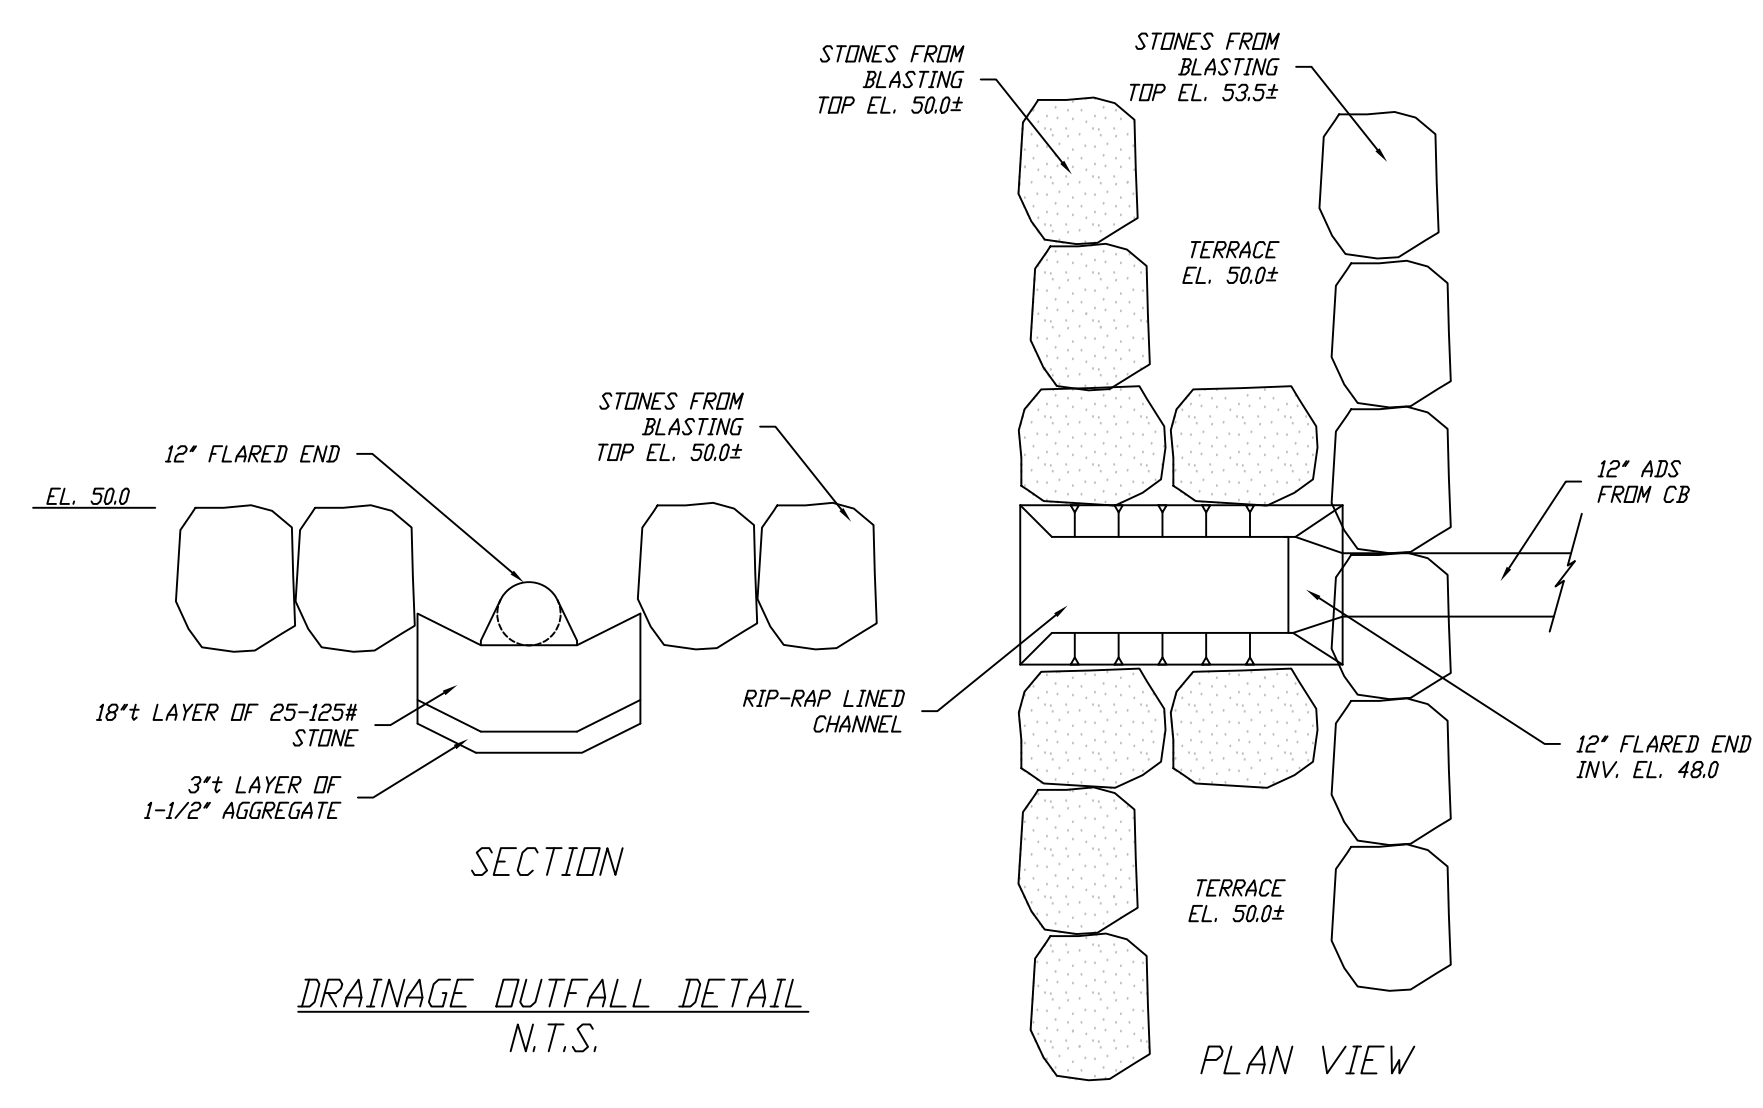 STONES FROM
BLASTING
TOP EL. 50.0±
STONES FROM
BLASTING
TOP EL. 53.5±
TERRACE
EL. 50.0±
STONES FROM
BLASTING
TOP EL. 50.0±
12" FLARED END
EL. 50.0
12" ADS
FROM CB
RIP-RAP LINED
CHANNEL
18"t LAYER OF 25-125#
STONE
12" FLARED END
INV. EL. 48.0
3"t LAYER OF
1-1/2" AGGREGATE
SECTION
TERRACE
EL. 50.0±
DRAINAGE OUTFALL DETAIL
N.T.S.
PLAN VIEW